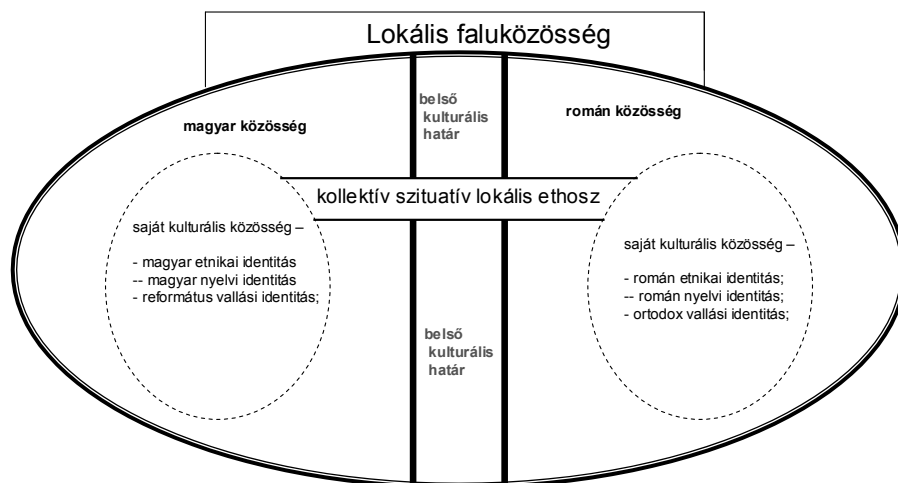 Lokális faluközösség
magyar közösség
belső
kulturális
határ
román közösség
kollektív szituatív lokális ethosz
saját kulturális közösség –
- magyar etnikai identitás
-- magyar nyelvi identitás
- református vallási identitás;
saját kulturális közösség –
- román etnikai identitás;
-- román nyelvi identitás;
- ortodox vallási identitás;
belső
kulturális
határ